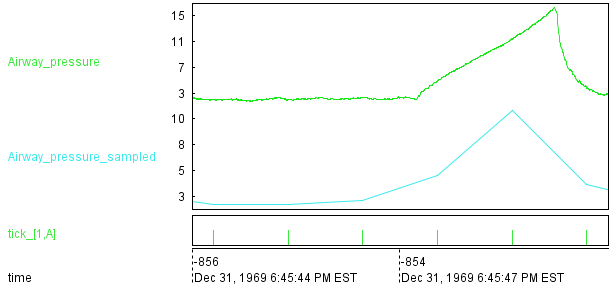 15
11
Airway_pressure
7
3
10
8
Airway_pressure_sampled
5
3
tick_[1,A]
-856 -854
time Dec 31, 1969 6:45:44 PM EST Dec 31, 1969 6:45:47 PM EST